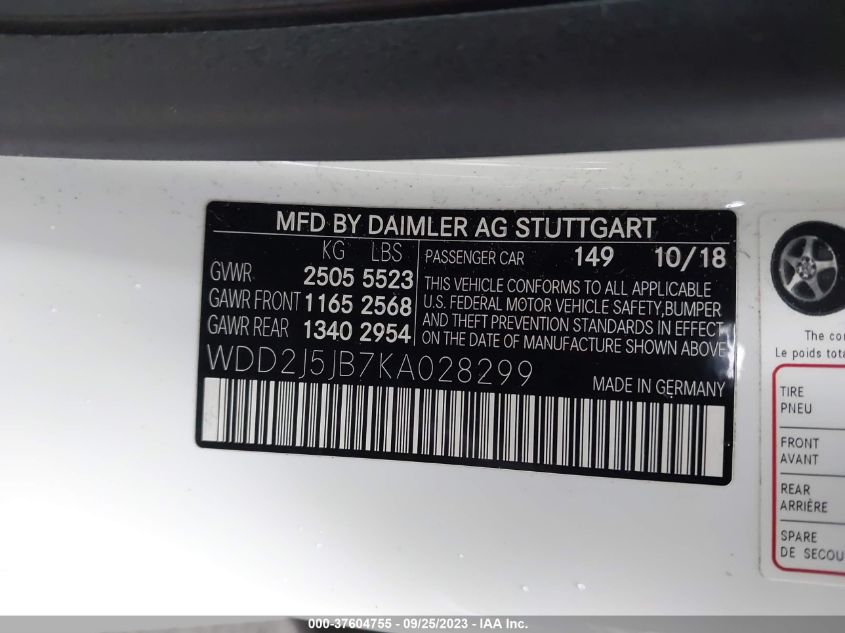 MFD BY DAIMLER AG STUTTGART
KG LBS
GVWR 2505 5523
GAWR FRONT 1165 2568
GAWR REAR 1340 2954
PASSENGER CAR 149 10/18
THIS VEHICLE CONFORMS TO ALL APPLICABLE
U.S. FEDERAL MOTOR VEHICLE SAFETY,BUMPER
AND THEFT PREVENTION STANDARDS IN EFFECT
ON THE DATE OF MANUFACTURE SHOWN ABOVE
WDD2J5JB7KA028299
MADE IN GERMANY
The co
Le poids tota
TIRE
PNEU
FRONT
AVANT
REAR
ARRIÈRE
SPARE
DE SECOU
000-37604755 - 09/25/2023 - IAA Inc.